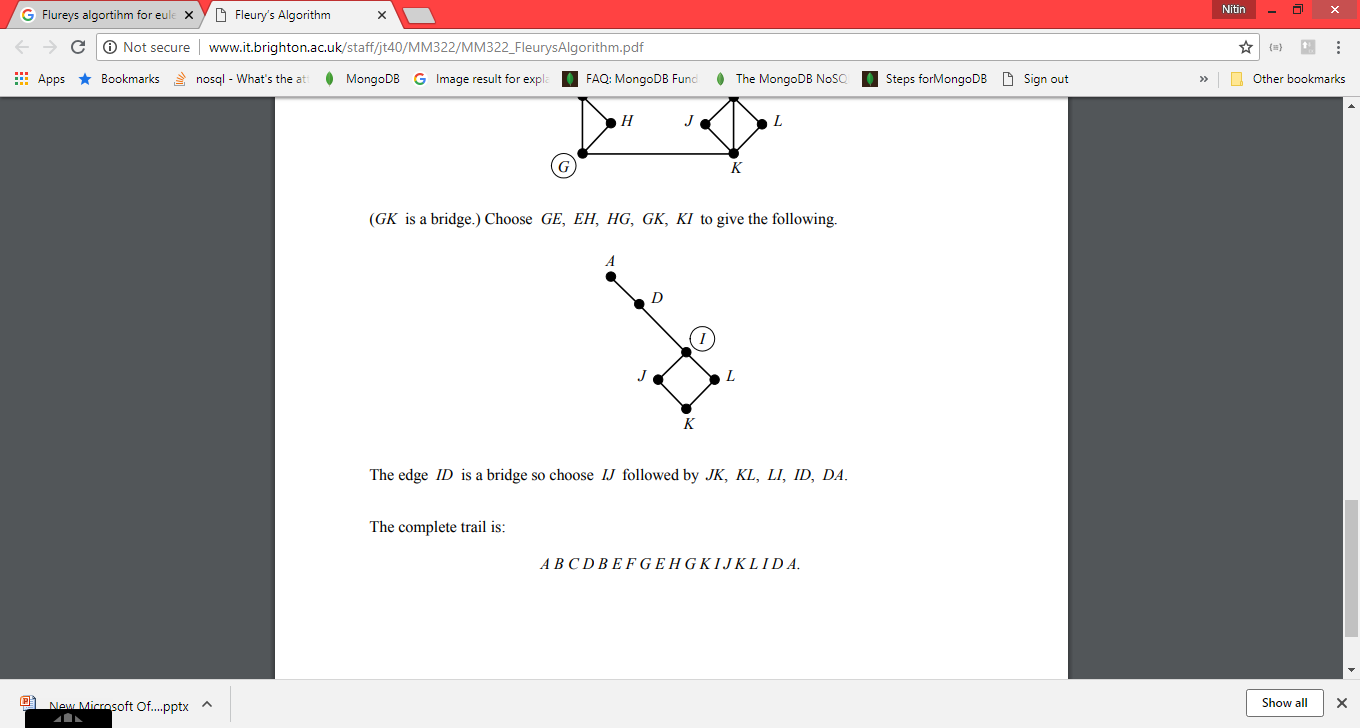 Flureys algortihm for eule
Fleury's Algorithm
Nitin
Not secure
www.it.brighton.ac.uk/staff/jt40/MM322/MM322_FleurysAlgorithm.pdf
Apps
Bookmarks
nosql - What's the at
MongoDB
Image result for expla
FAQ: MongoDB Fund
The MongoDB NoSQ
Steps forMongoDB
Sign out
»
Other bookmarks
H
J
L
G
K
(GK is a bridge.) Choose GE, EH, HG, GK, KI to give the following.
A
D
I
J
L
K
The edge ID is a bridge so choose IJ followed by JK, KL, LI, ID, DA.
The complete trail is:
A B C D B E F G E H G K I J K L I D A.
New Microsoft Of....pptx
Show all